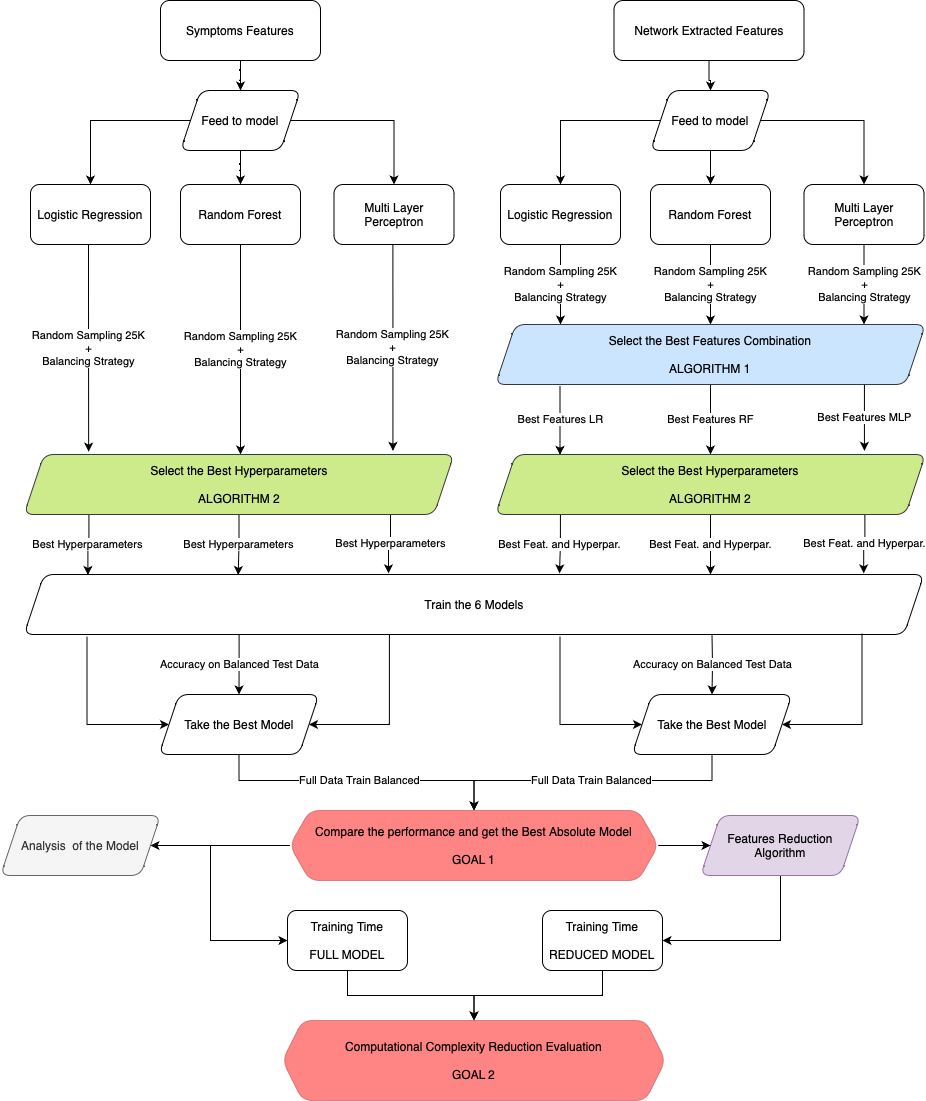 Symptoms Features
Network Extracted Features
Feed to model
Feed to model
Logistic Regression
Random Forest
Multi Layer
Perceptron
Logistic Regression
Random Forest
Multi Layer
Perceptron
Random Sampling 25K
+
Balancing Strategy
Random Sampling 25K
+
Balancing Strategy
Random Sampling 25K
+
Balancing Strategy
Random Sampling 25K
+
Balancing Strategy
Random Sampling 25K
+
Balancing Strategy
Random Sampling 25K
+
Balancing Strategy
Select the Best Features Combination
ALGORITHM 1
Best Features LR
Best Features RF
Best Features MLP
Select the Best Hyperparameters
ALGORITHM 2
Select the Best Hyperparameters
ALGORITHM 2
Best Hyperparameters
Best Hyperparameters
Best Hyperparameters
Best Feat. and Hyperpar.
Best Feat. and Hyperpar.
Best Feat. and Hyperpar.
Train the 6 Models
Accuracy on Balanced Test Data
Accuracy on Balanced Test Data
Take the Best Model
Take the Best Model
Full Data Train Balanced
Full Data Train Balanced
Compare the performance and get the Best Absolute Model
GOAL 1
Analysis of the Model
Features Reduction
Algorithm
Training Time
FULL MODEL
Training Time
REDUCED MODEL
Computational Complexity Reduction Evaluation
GOAL 2